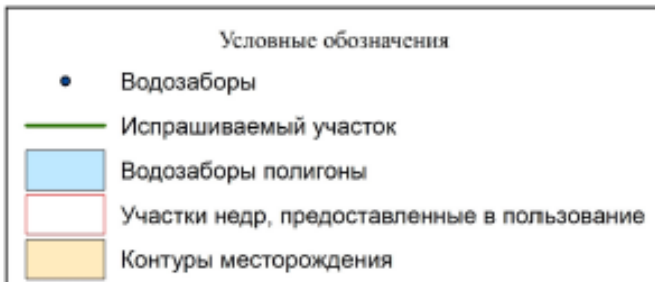 Условные обозначения
Водозаборы
Испрашиваемый участок
Водозаборы полигоны
Участки недр, предоставленные в пользование
Контуры месторождения